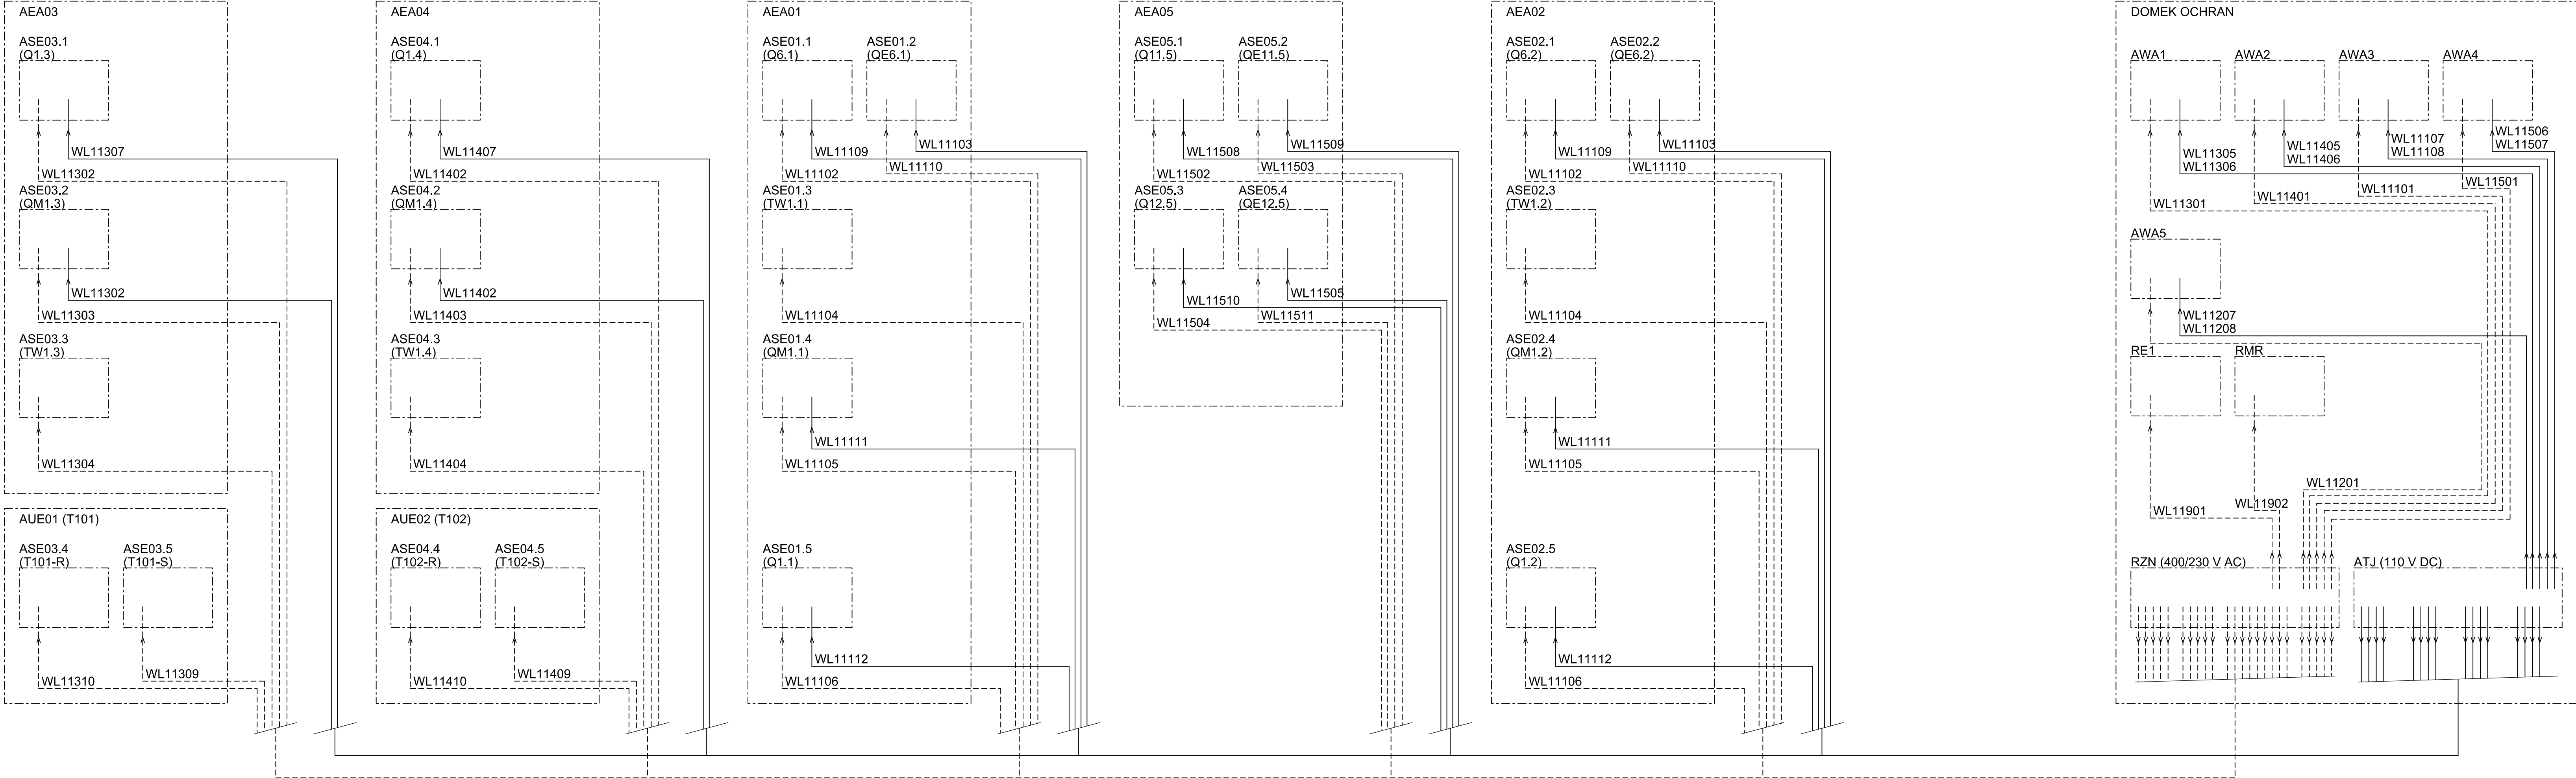 AEA03
ASE03.1
(Q1.3)
WL11307
WL11302
ASE03.2
(QM1.3)
WL11302
WL11303
ASE03.3
(TW1.3)
WL11304
AUE01 (T101)
ASE03.4
(T101-R)
ASE03.5
(T101-S)
WL11309
WL11310
AEA04
ASE04.1
(Q1.4)
WL11407
WL11402
ASE04.2
(QM1.4)
WL11402
WL11403
ASE04.3
(TW1.4)
WL11404
AUE02 (T102)
ASE04.4
(T102-R)
ASE04.5
(T102-S)
WL11409
WL11410
AEA01
ASE01.1
(Q6.1)
ASE01.2
(QE6.1)
WL11103
WL11109
WL11110
WL11102
ASE01.3
(TW1.1)
WL11104
ASE01.4
(QM1.1)
WL11111
WL11105
ASE01.5
(Q1.1)
WL11112
WL11106
AEA05
ASE05.1
(Q11.5)
ASE05.2
(QE11.5)
WL11509
WL11508
WL11503
WL11502
ASE05.3
(Q12.5)
ASE05.4
(QE12.5)
WL11505
WL11510
WL11511
WL11504
AEA02
ASE02.1
(Q6.2)
ASE02.2
(QE6.2)
WL11103
WL11109
WL11110
WL11102
ASE02.3
(TW1.2)
WL11104
ASE02.4
(QM1.2)
WL11111
WL11105
ASE02.5
(Q1.2)
WL11112
WL11106
DOMEK OCHRAN
AWA1
AWA2
AWA3
AWA4
WL11506
WL11507
WL11107
WL11108
WL11405
WL11406
WL11305
WL11306
WL11501
WL11101
WL11401
WL11301
AWA5
WL11207
WL11208
RE1
RMR
WL11201
WL11902
WL11901
RZN (400/230 V AC)
ATJ (110 V DC)